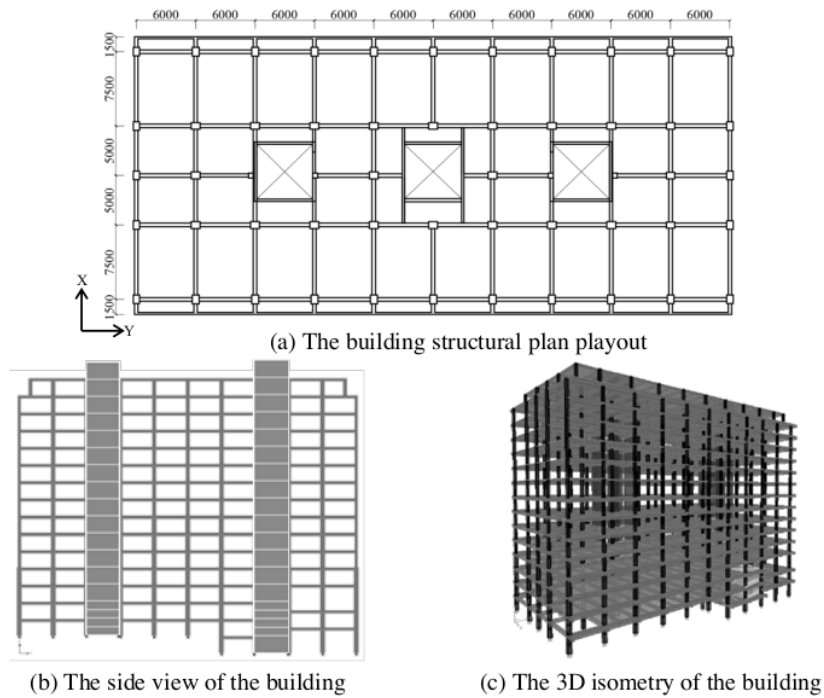 6000 6000 6000 6000 6000 6000 6000 6000 6000 6000
1500
7500
5000
5000
7500
1500
X
Y
(a) The building structural plan playout
(b) The side view of the building
(c) The 3D isometry of the building